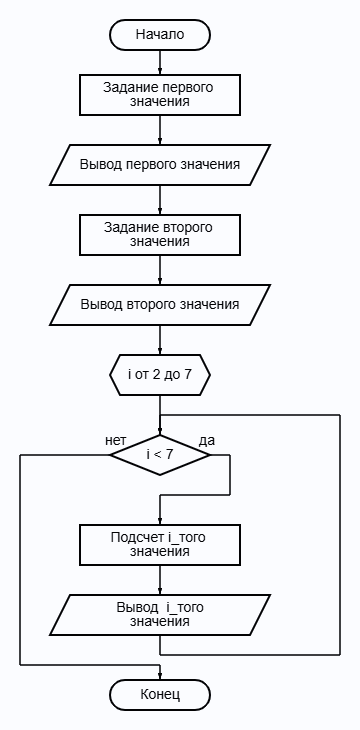 Начало
Задание первого
значения
Вывод первого значения
Задание второго
значения
Вывод второго значения
i от 2 до 7
нет
i < 7
да
Подсчет i_того
значения
Вывод i_того
значения
Конец